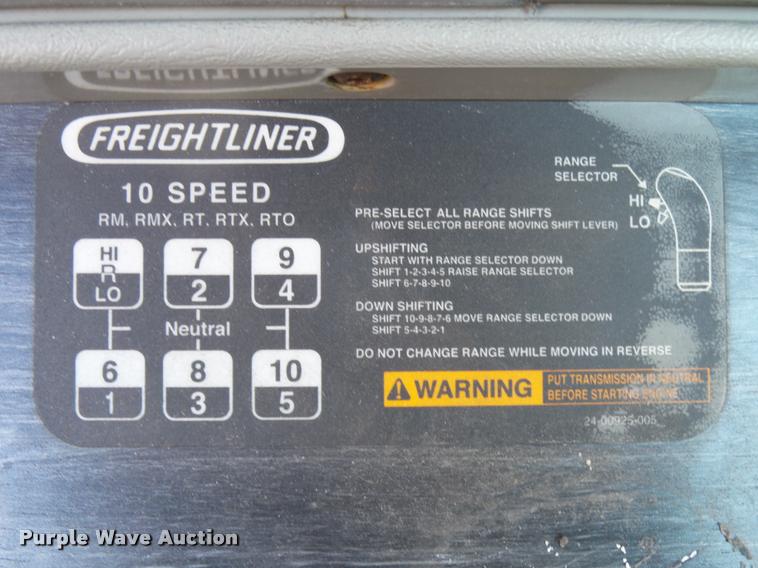 FREIGHTLINER
10 SPEED
RM, RMX, RT, RTX, RTO
HI
R
LO
7
2
9
4
Neutral
6
1
8
3
10
5
RANGE
SELECTOR
HI
LO
PRE-SELECT ALL RANGE SHIFTS
(MOVE SELECTOR BEFORE MOVING SHIFT LEVER)
UPSHIFTING
START WITH RANGE SELECTOR DOWN
SHIFT 1-2-3-4-5 RAISE RANGE SELECTOR
SHIFT 6-7-8-9-10
DOWN SHIFTING
SHIFT 10-9-8-7-6 MOVE RANGE SELECTOR DOWN
SHIFT 5-4-3-2-1
DO NOT CHANGE RANGE WHILE MOVING IN REVERSE
WARNING
PUT TRANSMISSION IN NEUTRAL
BEFORE STARTING ENGINE
24-00925-005
Purple Wave Auction